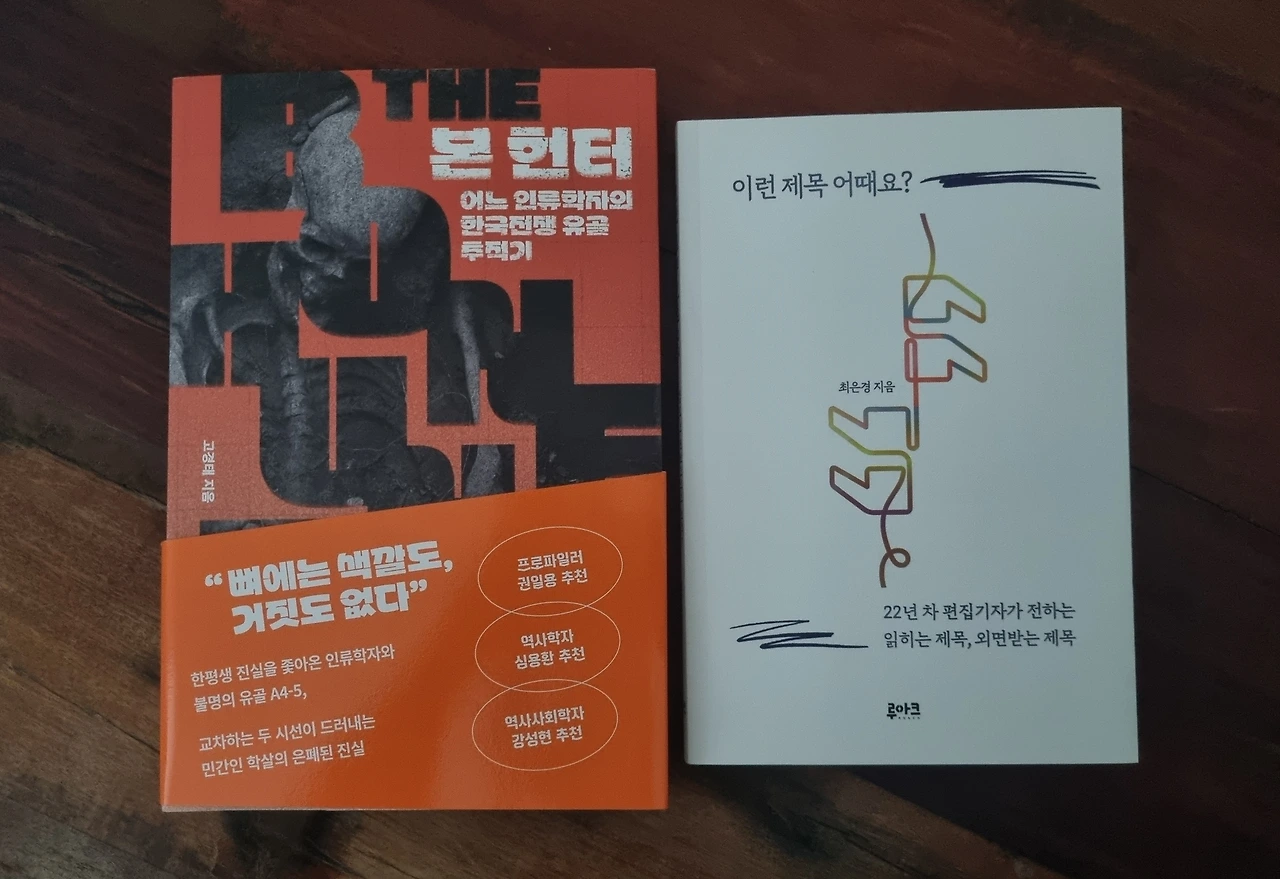 THE
BONE
HUNTER
본 헌터
어느 인류학자와
한국전쟁 유골
추적기
고경태 지음
“뼈에는 색깔도,
거짓도 없다”
한평생 진실을 좇아온 인류학자와
불명의 유골 A4-5,
교차하는 두 시선이 드러내는
민간인 학살의 은폐된 진실
프로파일러
권일용 추천
역사학자
심용환 추천
역사사회학자
강성현 추천
이런 제목 어때요?
최은경 지음
22년 차 편집기자가 전하는
읽히는 제목, 외면받는 제목
루아크